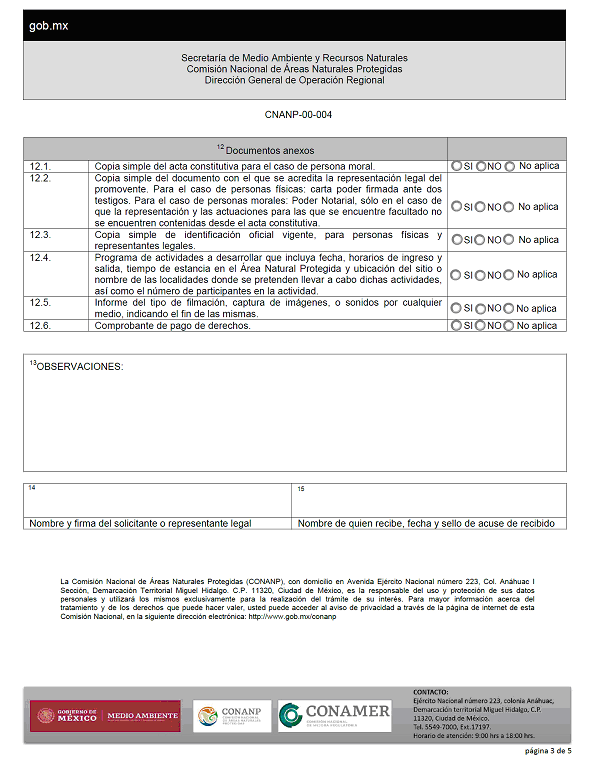 gob.mx
Secretaría de Medio Ambiente y Recursos Naturales
Comisión Nacional de Áreas Naturales Protegidas
Dirección General de Operación Regional
CNANP-00-004
12 Documentos anexos
12.1. Copia simple del acta constitutiva para el caso de persona moral. SI NO No aplica
12.2. Copia simple del documento con el que se acredita la representación legal del
promovente. Para el caso de personas físicas: carta poder firmada ante dos
testigos. Para el caso de personas morales: Poder Notarial, sólo en el caso de
que la representación y las actuaciones para las que se encuentre facultado no
se encuentren contenidas desde el acta constitutiva.
SI NO No aplica
12.3. Copia simple de identificación oficial vigente, para personas físicas y
representantes legales.
SI NO No aplica
12.4. Programa de actividades a desarrollar que incluya fecha, horarios de ingreso y
salida, tiempo de estancia en el Área Natural Protegida y ubicación del sitio o
nombre de las localidades donde se pretenden llevar a cabo dichas actividades,
así como el número de participantes en la actividad.
SI NO No aplica
12.5. Informe del tipo de filmación, captura de imágenes, o sonidos por cualquier
medio, indicando el fin de las mismas.
SI NO No aplica
12.6. Comprobante de pago de derechos. SI NO No aplica
13OBSERVACIONES:
14
Nombre y firma del solicitante o representante legal
15
Nombre de quien recibe, fecha y sello de acuse de recibido
La Comisión Nacional de Áreas Naturales Protegidas (CONANP), con domicilio en Avenida Ejército Nacional número 223, Col. Anáhuac I
Sección, Demarcación Territorial Miguel Hidalgo. C.P. 11320, Ciudad de México, es la responsable del uso y protección de sus datos
personales y utilizará los mismos exclusivamente para la realización del trámite de su interés. Para mayor información acerca del
tratamiento y de los derechos que puede hacer valer, usted puede acceder al aviso de privacidad a través de la página de internet de esta
Comisión Nacional, en la siguiente dirección electrónica: http://www.gob.mx/conanp
GOBIERNO DE
MÉXICO
MEDIO AMBIENTE
CONANP
COMISIÓN NACIONAL
DE ÁREAS NATURALES
PROTEGIDAS
CONAMER
COMISIÓN NACIONAL
DE MEJORA REGULATORIA
CONTACTO:
Ejército Nacional número 223, colonia Anáhuac,
Demarcación territorial Miguel Hidalgo, C.P.
11320, Ciudad de México.
Tel. 5549-7000, Ext.17197.
Horario de atención: 9:00 hrs a 18:00 hrs.
página 3 de 5